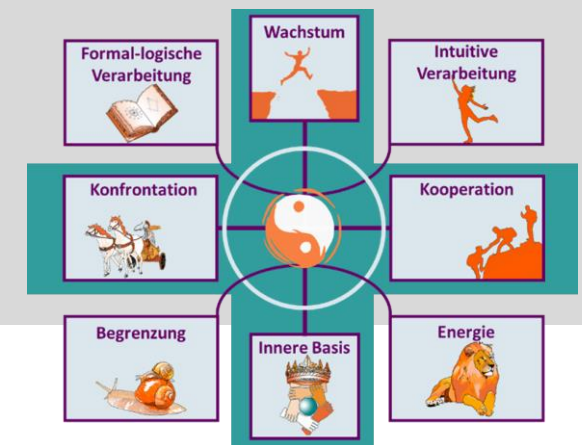 Wachstum
Formal-logische
Verarbeitung
Intuitive
Verarbeitung
Konfrontation
Kooperation
Begrenzung
Innere Basis
Energie